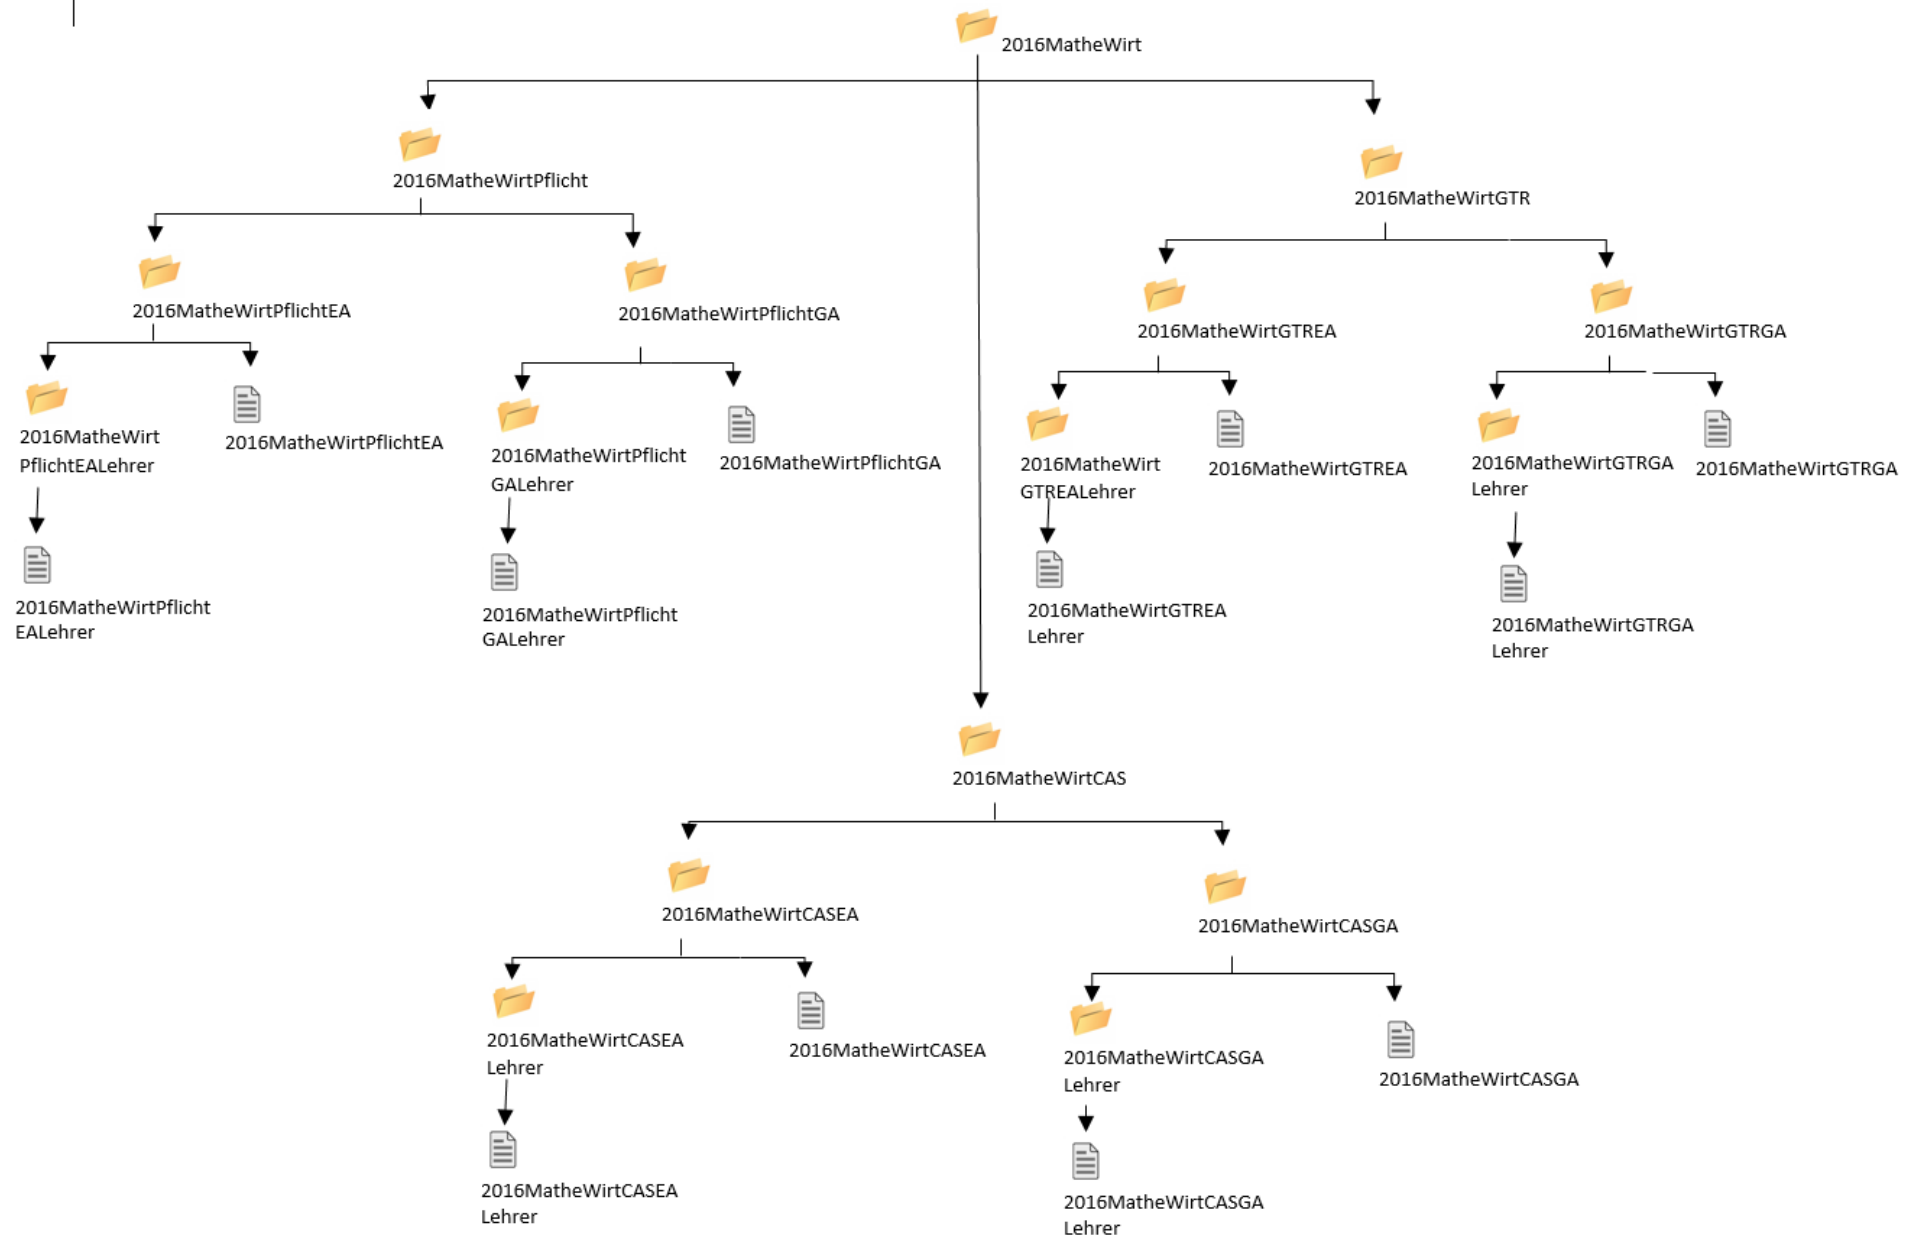 2016MatheWirt
2016MatheWirtPflicht
2016MatheWirtGTR
2016MatheWirtPflichtEA
2016MatheWirtPflichtGA
2016MatheWirtGTREA
2016MatheWirtGTRGA
2016MatheWirt
PflichtEALehrer
2016MatheWirtPflichtEA
2016MatheWirtPflicht
GALehrer
2016MatheWirtPflichtGA
2016MatheWirt
GTREALehrer
2016MatheWirtGTREA
2016MatheWirtGTRGA
Lehrer
2016MatheWirtGTRGA
2016MatheWirtPflicht
EALehrer
2016MatheWirtPflicht
GALehrer
2016MatheWirtGTREA
Lehrer
2016MatheWirtGTRGA
Lehrer
2016MatheWirtCAS
2016MatheWirtCASEA
2016MatheWirtCASGA
2016MatheWirtCASEA
Lehrer
2016MatheWirtCASEA
2016MatheWirtCASGA
Lehrer
2016MatheWirtCASGA
2016MatheWirtCASEA
Lehrer
2016MatheWirtCASGA
Lehrer